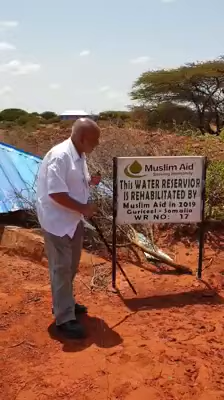 Muslim Aid
Serving Humanity
THIS WATER RESERVIOR
IS REHABILITATED BY
Muslim Aid in 2019
Guriceel - Somalia
WR NO: 17